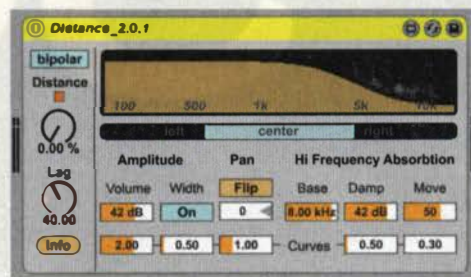 Distance_2.0.1
bipolar
Distance
0.00 %
Lag
40.00
Info
100 500 1k 5k 10k
left center right
Amplitude Pan Hi Frequency Absorbtion
Volume Width Flip Base Damp Move
42 dB On 0 8.00 kHz 42 dB 50
2.00 0.50 1.00 Curves 0.50 0.30